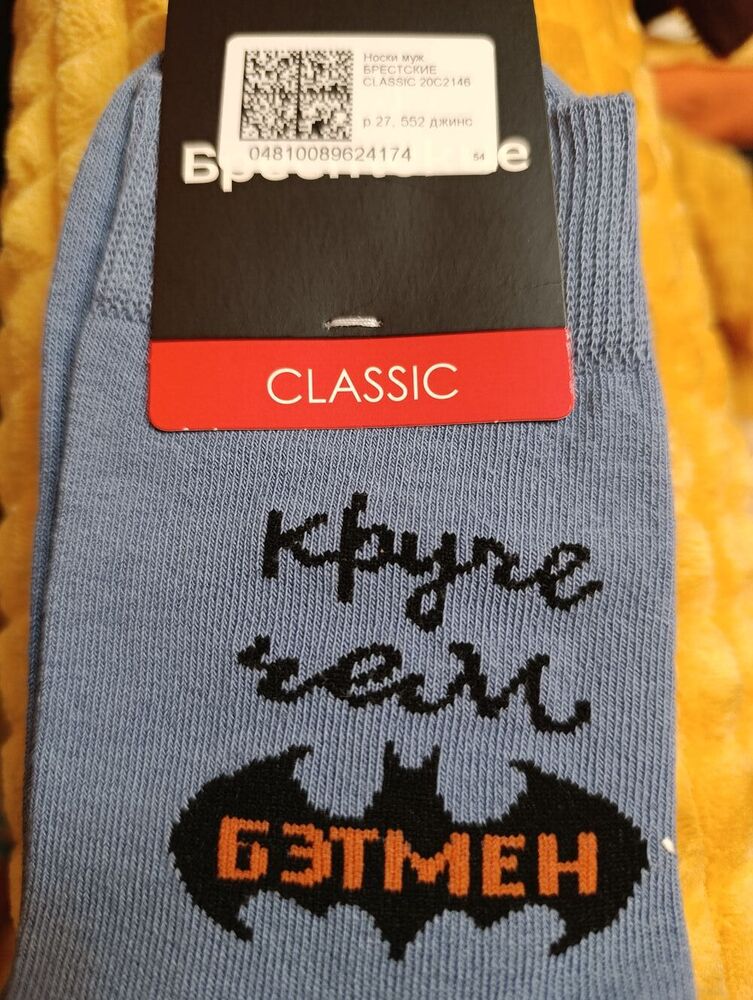 Носки муж
БРЕСТСКИЕ
CLASSIC 20С2146
р.27, 552 джинс
04810089624174
54
CLASSIC
круче
чем
БЭТМЕН